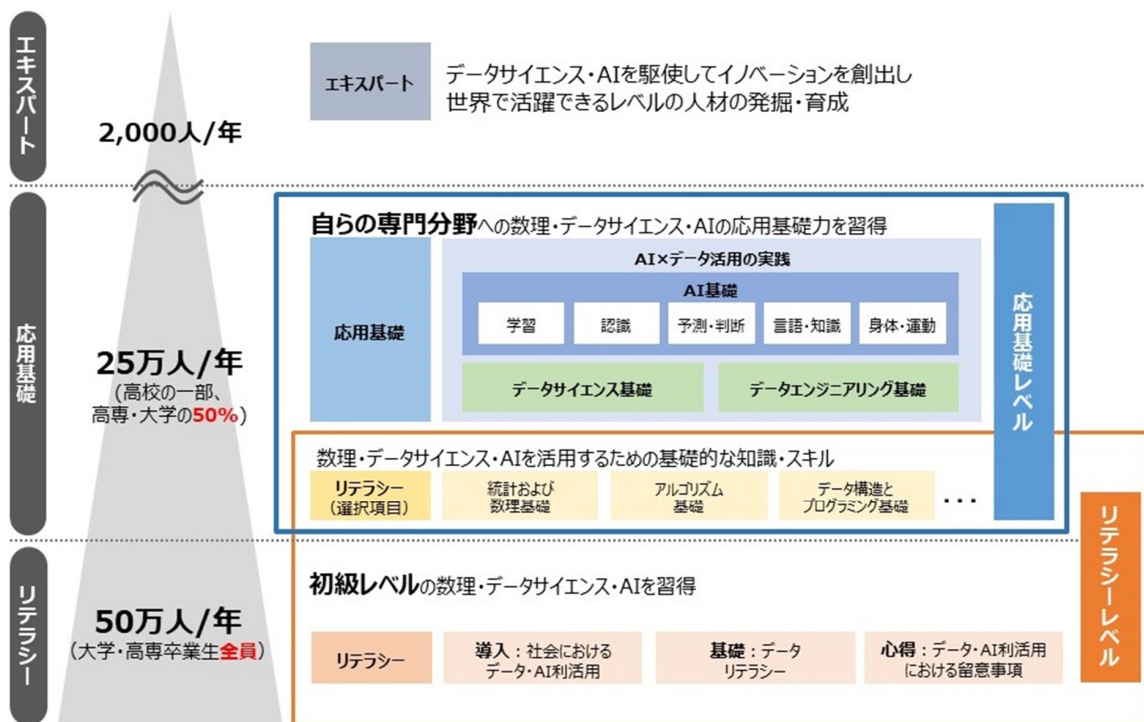 エキスパート
2,000人/年
エキスパート
データサイエンス・AIを駆使してイノベーションを創出し
世界で活躍できるレベルの人材の発掘・育成
応用基礎
25万人/年
(高校の一部、
高専・大学の50%)
自らの専門分野への数理・データサイエンス・AIの応用基礎力を習得
応用基礎
AI×データ活用の実践
AI基礎
学習
認識
予測・判断
言語・知識
身体・運動
データサイエンス基礎
データエンジニアリング基礎
応用基礎レベル
数理・データサイエンス・AIを活用するための基礎的な知識・スキル
リテラシー
(選択項目)
統計および
数理基礎
アルゴリズム
基礎
データ構造と
プログラミング基礎
・・・
リテラシーレベル
リテラシー
50万人/年
(大学・高専卒業生全員)
初級レベルの数理・データサイエンス・AIを習得
リテラシー
導入：社会における
データ・AI利活用
基礎：データ
リテラシー
心得：データ・AI利活用
における留意事項